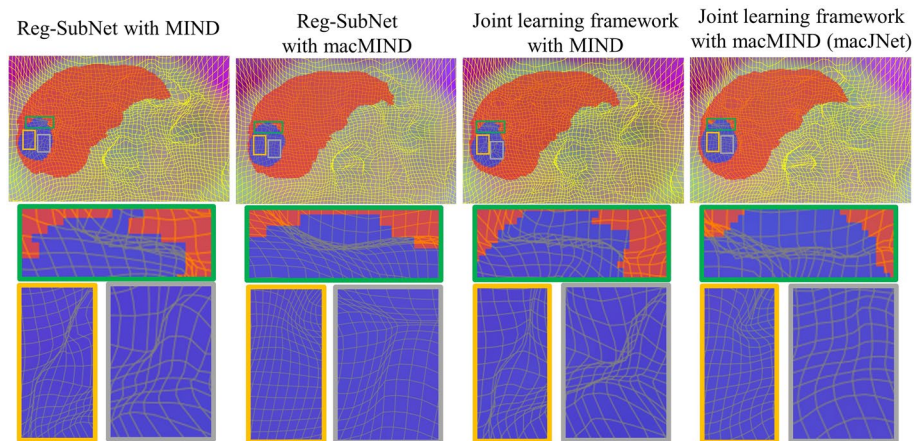 Reg-SubNet with MIND
Reg-SubNet
with macMIND
Joint learning framework
with MIND
Joint learning framework
with macMIND (macJNet)